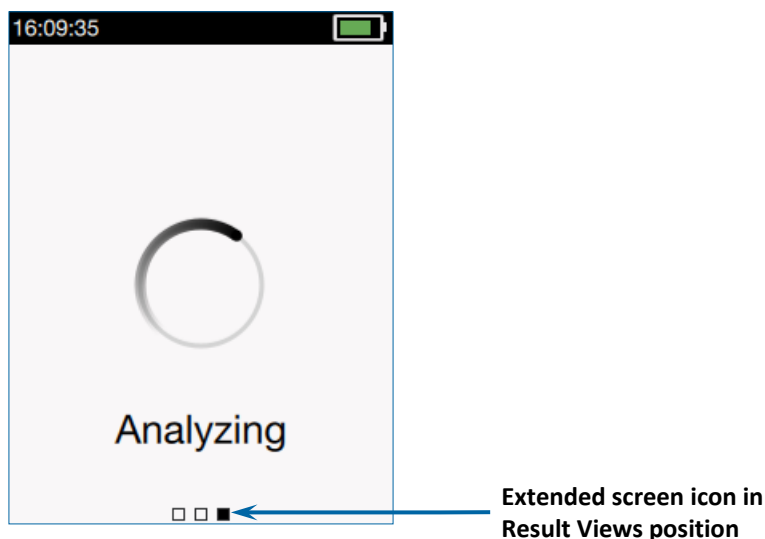 16:09:35
Analyzing
Extended screen icon in
Result Views position